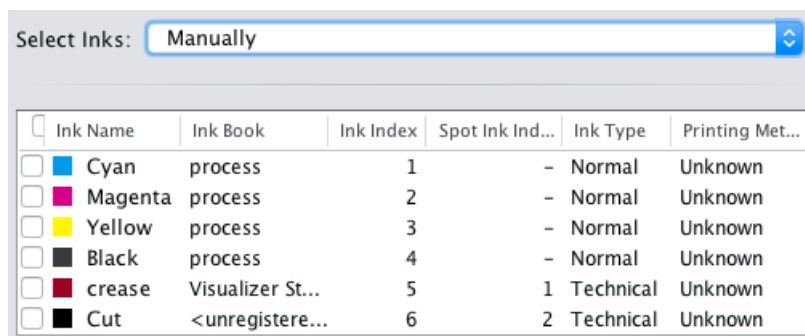 Select Inks: Manually
Ink Name Ink Book Ink Index Spot Ink Ind... Ink Type Printing Met...
Cyan process 1 – Normal Unknown
Magenta process 2 – Normal Unknown
Yellow process 3 – Normal Unknown
Black process 4 – Normal Unknown
crease Visualizer St... 5 1 Technical Unknown
Cut <unregistere... 6 2 Technical Unknown